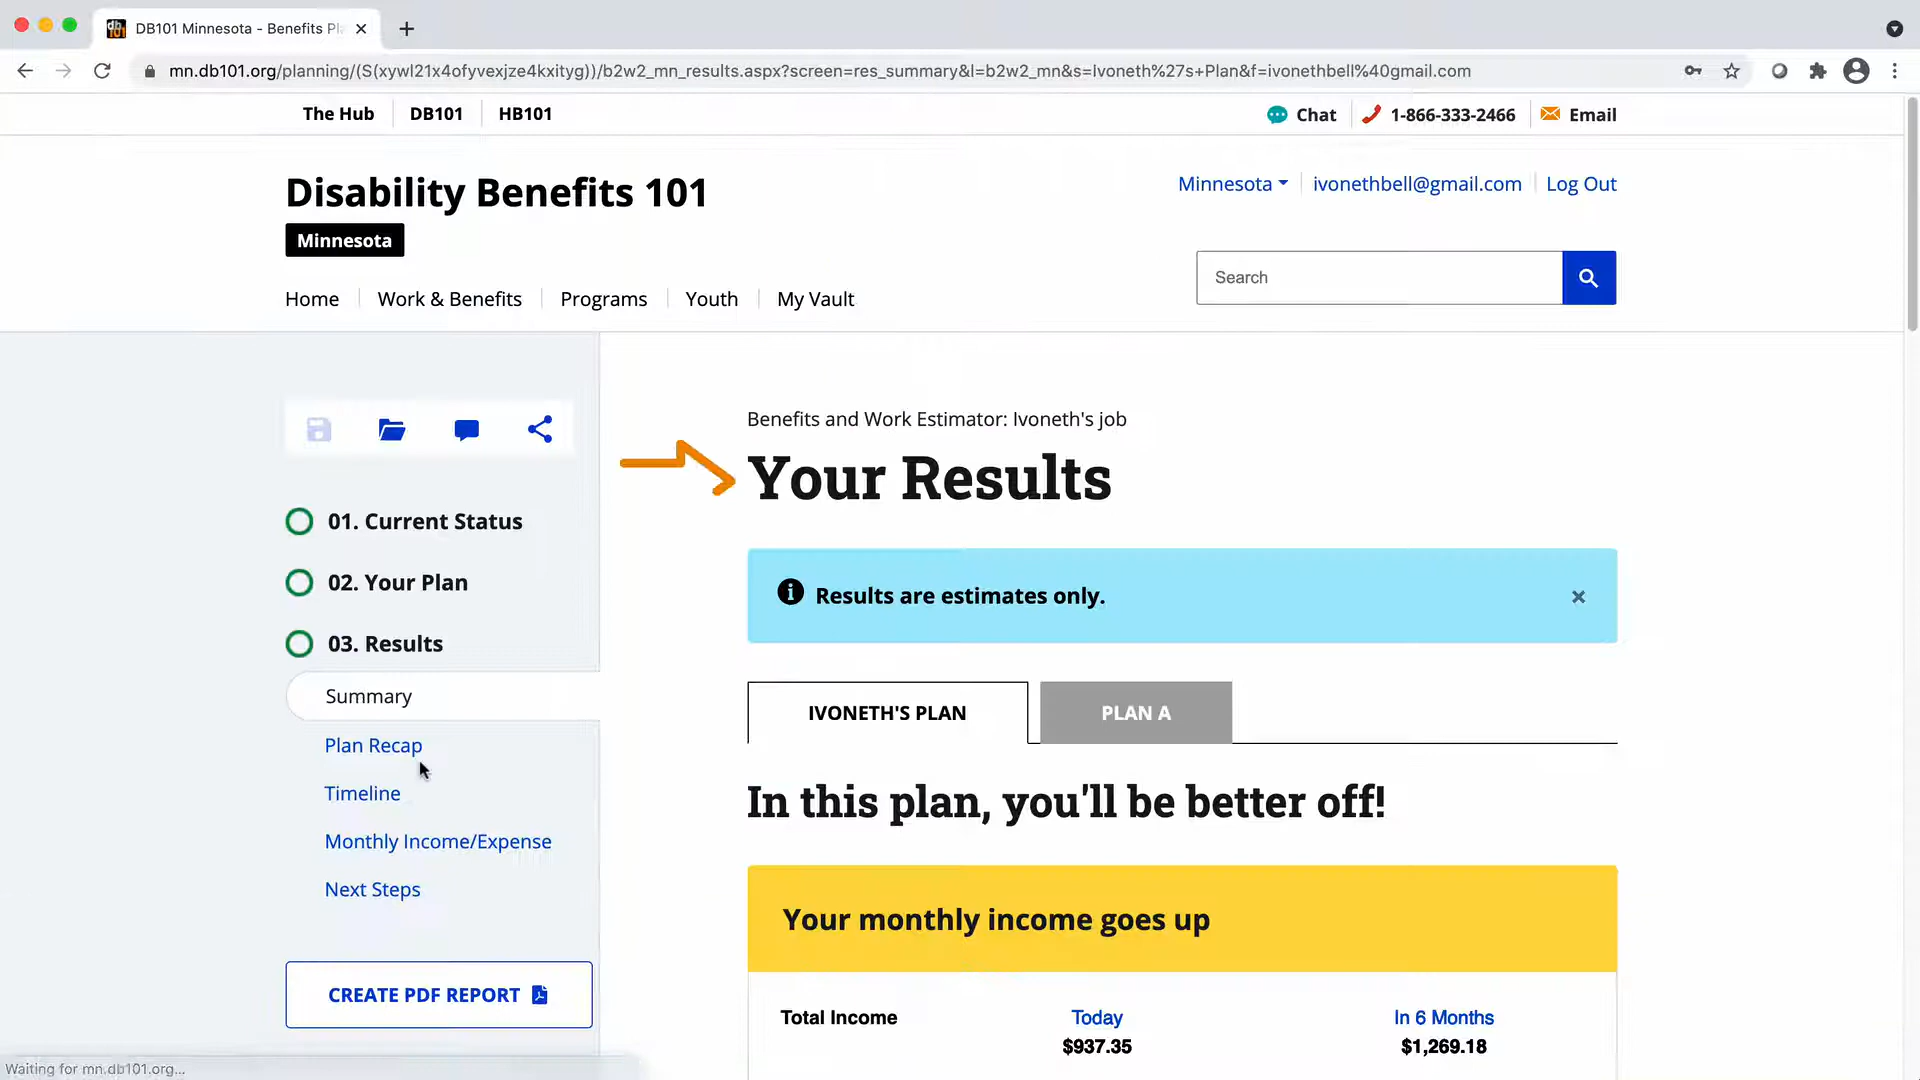 DB101 Minnesota - Benefits Pla
mn.db101.org/planning/(S(xywl21x4ofyvexjze4kxityg))/b2w2_mn_results.aspx?screen=res_summary&l=b2w2_mn&s=Ivoneth%27s+Plan&f=ivonethbell%40gmail.com
The Hub DB101 HB101 Chat 1-866-333-2466 Email
Disability Benefits 101
Minnesota
Minnesota ivonethbell@gmail.com Log Out
Search
Home Work & Benefits Programs Youth My Vault
01. Current Status
02. Your Plan
03. Results
Summary
Plan Recap
Timeline
Monthly Income/Expense
Next Steps
CREATE PDF REPORT
Benefits and Work Estimator: Ivoneth's job
Your Results
Results are estimates only.
IVONETH'S PLAN PLAN A
In this plan, you'll be better off!
Your monthly income goes up
Total Income Today In 6 Months
$937.35 $1,269.18
Waiting for mn.db101.org...